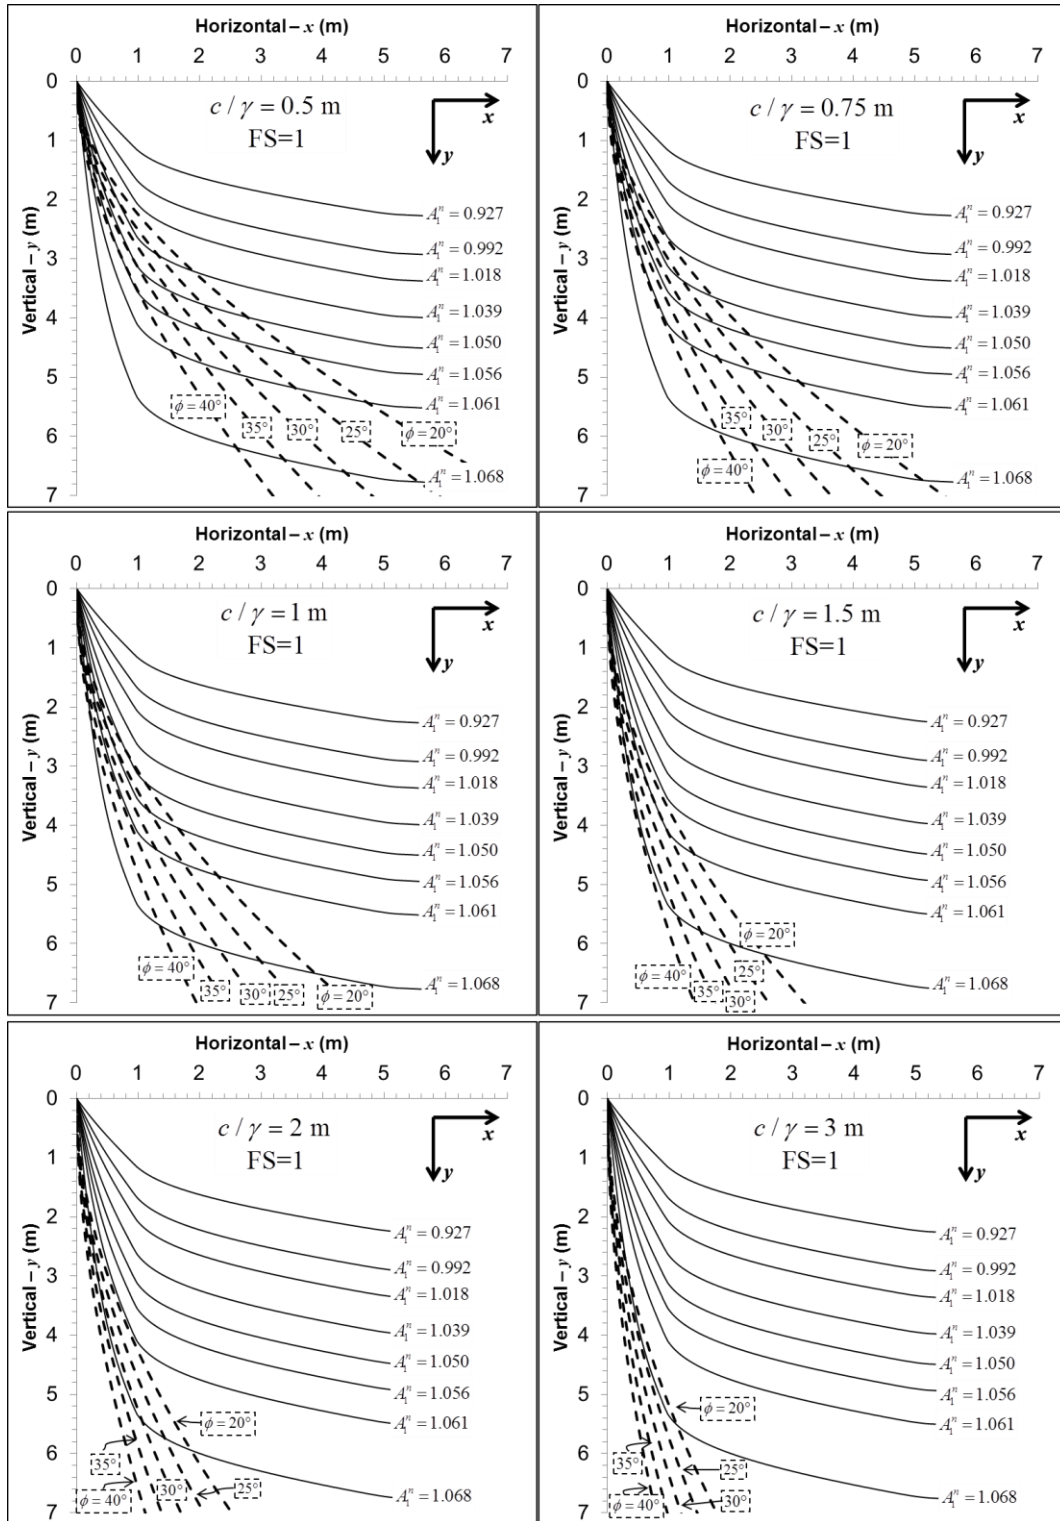 Horizontal – x (m)
0 1 2 3 4 5 6 7
Vertical – y (m)
0
1
2
3
4
5
6
7
c / γ = 0.5 m
FS=1
x
y
A₁ⁿ = 0.927
A₁ⁿ = 0.992
A₁ⁿ = 1.018
A₁ⁿ = 1.039
A₁ⁿ = 1.050
A₁ⁿ = 1.056
A₁ⁿ = 1.061
A₁ⁿ = 1.068
ϕ = 40°
35°
30°
25°
ϕ = 20°
Horizontal – x (m)
0 1 2 3 4 5 6 7
Vertical – y (m)
0
1
2
3
4
5
6
7
c / γ = 0.75 m
FS=1
x
y
A₁ⁿ = 0.927
A₁ⁿ = 0.992
A₁ⁿ = 1.018
A₁ⁿ = 1.039
A₁ⁿ = 1.050
A₁ⁿ = 1.056
A₁ⁿ = 1.061
A₁ⁿ = 1.068
35°
30°
25°
ϕ = 20°
ϕ = 40°
Horizontal – x (m)
0 1 2 3 4 5 6 7
Vertical – y (m)
0
1
2
3
4
5
6
7
c / γ = 1 m
FS=1
x
y
A₁ⁿ = 0.927
A₁ⁿ = 0.992
A₁ⁿ = 1.018
A₁ⁿ = 1.039
A₁ⁿ = 1.050
A₁ⁿ = 1.056
A₁ⁿ = 1.061
A₁ⁿ = 1.068
ϕ = 40°
35°
30°
25°
ϕ = 20°
Horizontal – x (m)
0 1 2 3 4 5 6 7
Vertical – y (m)
0
1
2
3
4
5
6
7
c / γ = 1.5 m
FS=1
x
y
A₁ⁿ = 0.927
A₁ⁿ = 0.992
A₁ⁿ = 1.018
A₁ⁿ = 1.039
A₁ⁿ = 1.050
A₁ⁿ = 1.056
A₁ⁿ = 1.061
A₁ⁿ = 1.068
ϕ = 20°
25°
ϕ = 40°
35°
30°
Horizontal – x (m)
0 1 2 3 4 5 6 7
Vertical – y (m)
0
1
2
3
4
5
6
7
c / γ = 2 m
FS=1
x
y
A₁ⁿ = 0.927
A₁ⁿ = 0.992
A₁ⁿ = 1.018
A₁ⁿ = 1.039
A₁ⁿ = 1.050
A₁ⁿ = 1.056
A₁ⁿ = 1.061
A₁ⁿ = 1.068
ϕ = 20°
35°
30°
25°
ϕ = 40°
Horizontal – x (m)
0 1 2 3 4 5 6 7
Vertical – y (m)
0
1
2
3
4
5
6
7
c / γ = 3 m
FS=1
x
y
A₁ⁿ = 0.927
A₁ⁿ = 0.992
A₁ⁿ = 1.018
A₁ⁿ = 1.039
A₁ⁿ = 1.050
A₁ⁿ = 1.056
A₁ⁿ = 1.061
A₁ⁿ = 1.068
ϕ = 20°
35°
25°
ϕ = 40°
30°